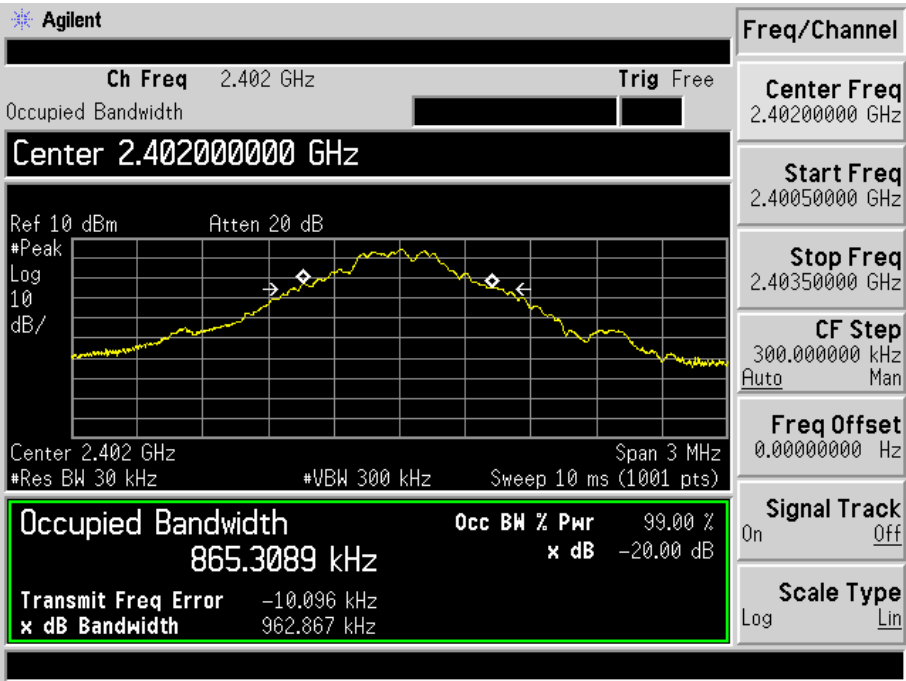 Agilent
Freq/Channel
Ch Freq 2.402 GHz Trig Free
Occupied Bandwidth
Center 2.402000000 GHz
Ref 10 dBm Atten 20 dB
#Peak
Log
10
dB/
Center 2.402 GHz Span 3 MHz
#Res BW 30 kHz #VBW 300 kHz Sweep 10 ms (1001 pts)
Occupied Bandwidth Occ BW % Pwr 99.00 %
865.3089 kHz x dB -20.00 dB
Transmit Freq Error -10.096 kHz
x dB Bandwidth 962.867 kHz
Center Freq
2.40200000 GHz
Start Freq
2.40050000 GHz
Stop Freq
2.40350000 GHz
CF Step
300.000000 kHz
Auto Man
Freq Offset
0.00000000 Hz
Signal Track
On Off
Scale Type
Log Lin